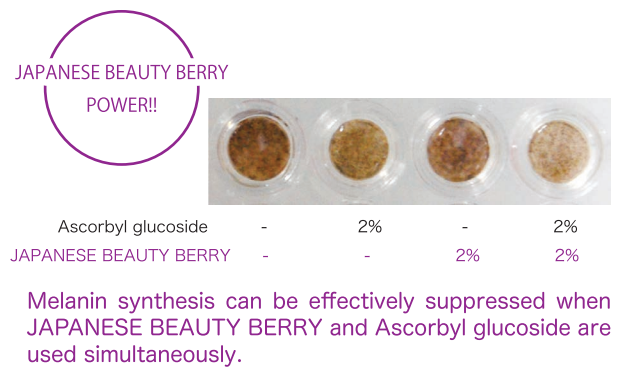 JAPANESE BEAUTY BERRY
POWER!!
Ascorbyl glucoside - 2% - 2%
JAPANESE BEAUTY BERRY - - 2% 2%
Melanin synthesis can be effectively suppressed when
JAPANESE BEAUTY BERRY and Ascorbyl glucoside are
used simultaneously.